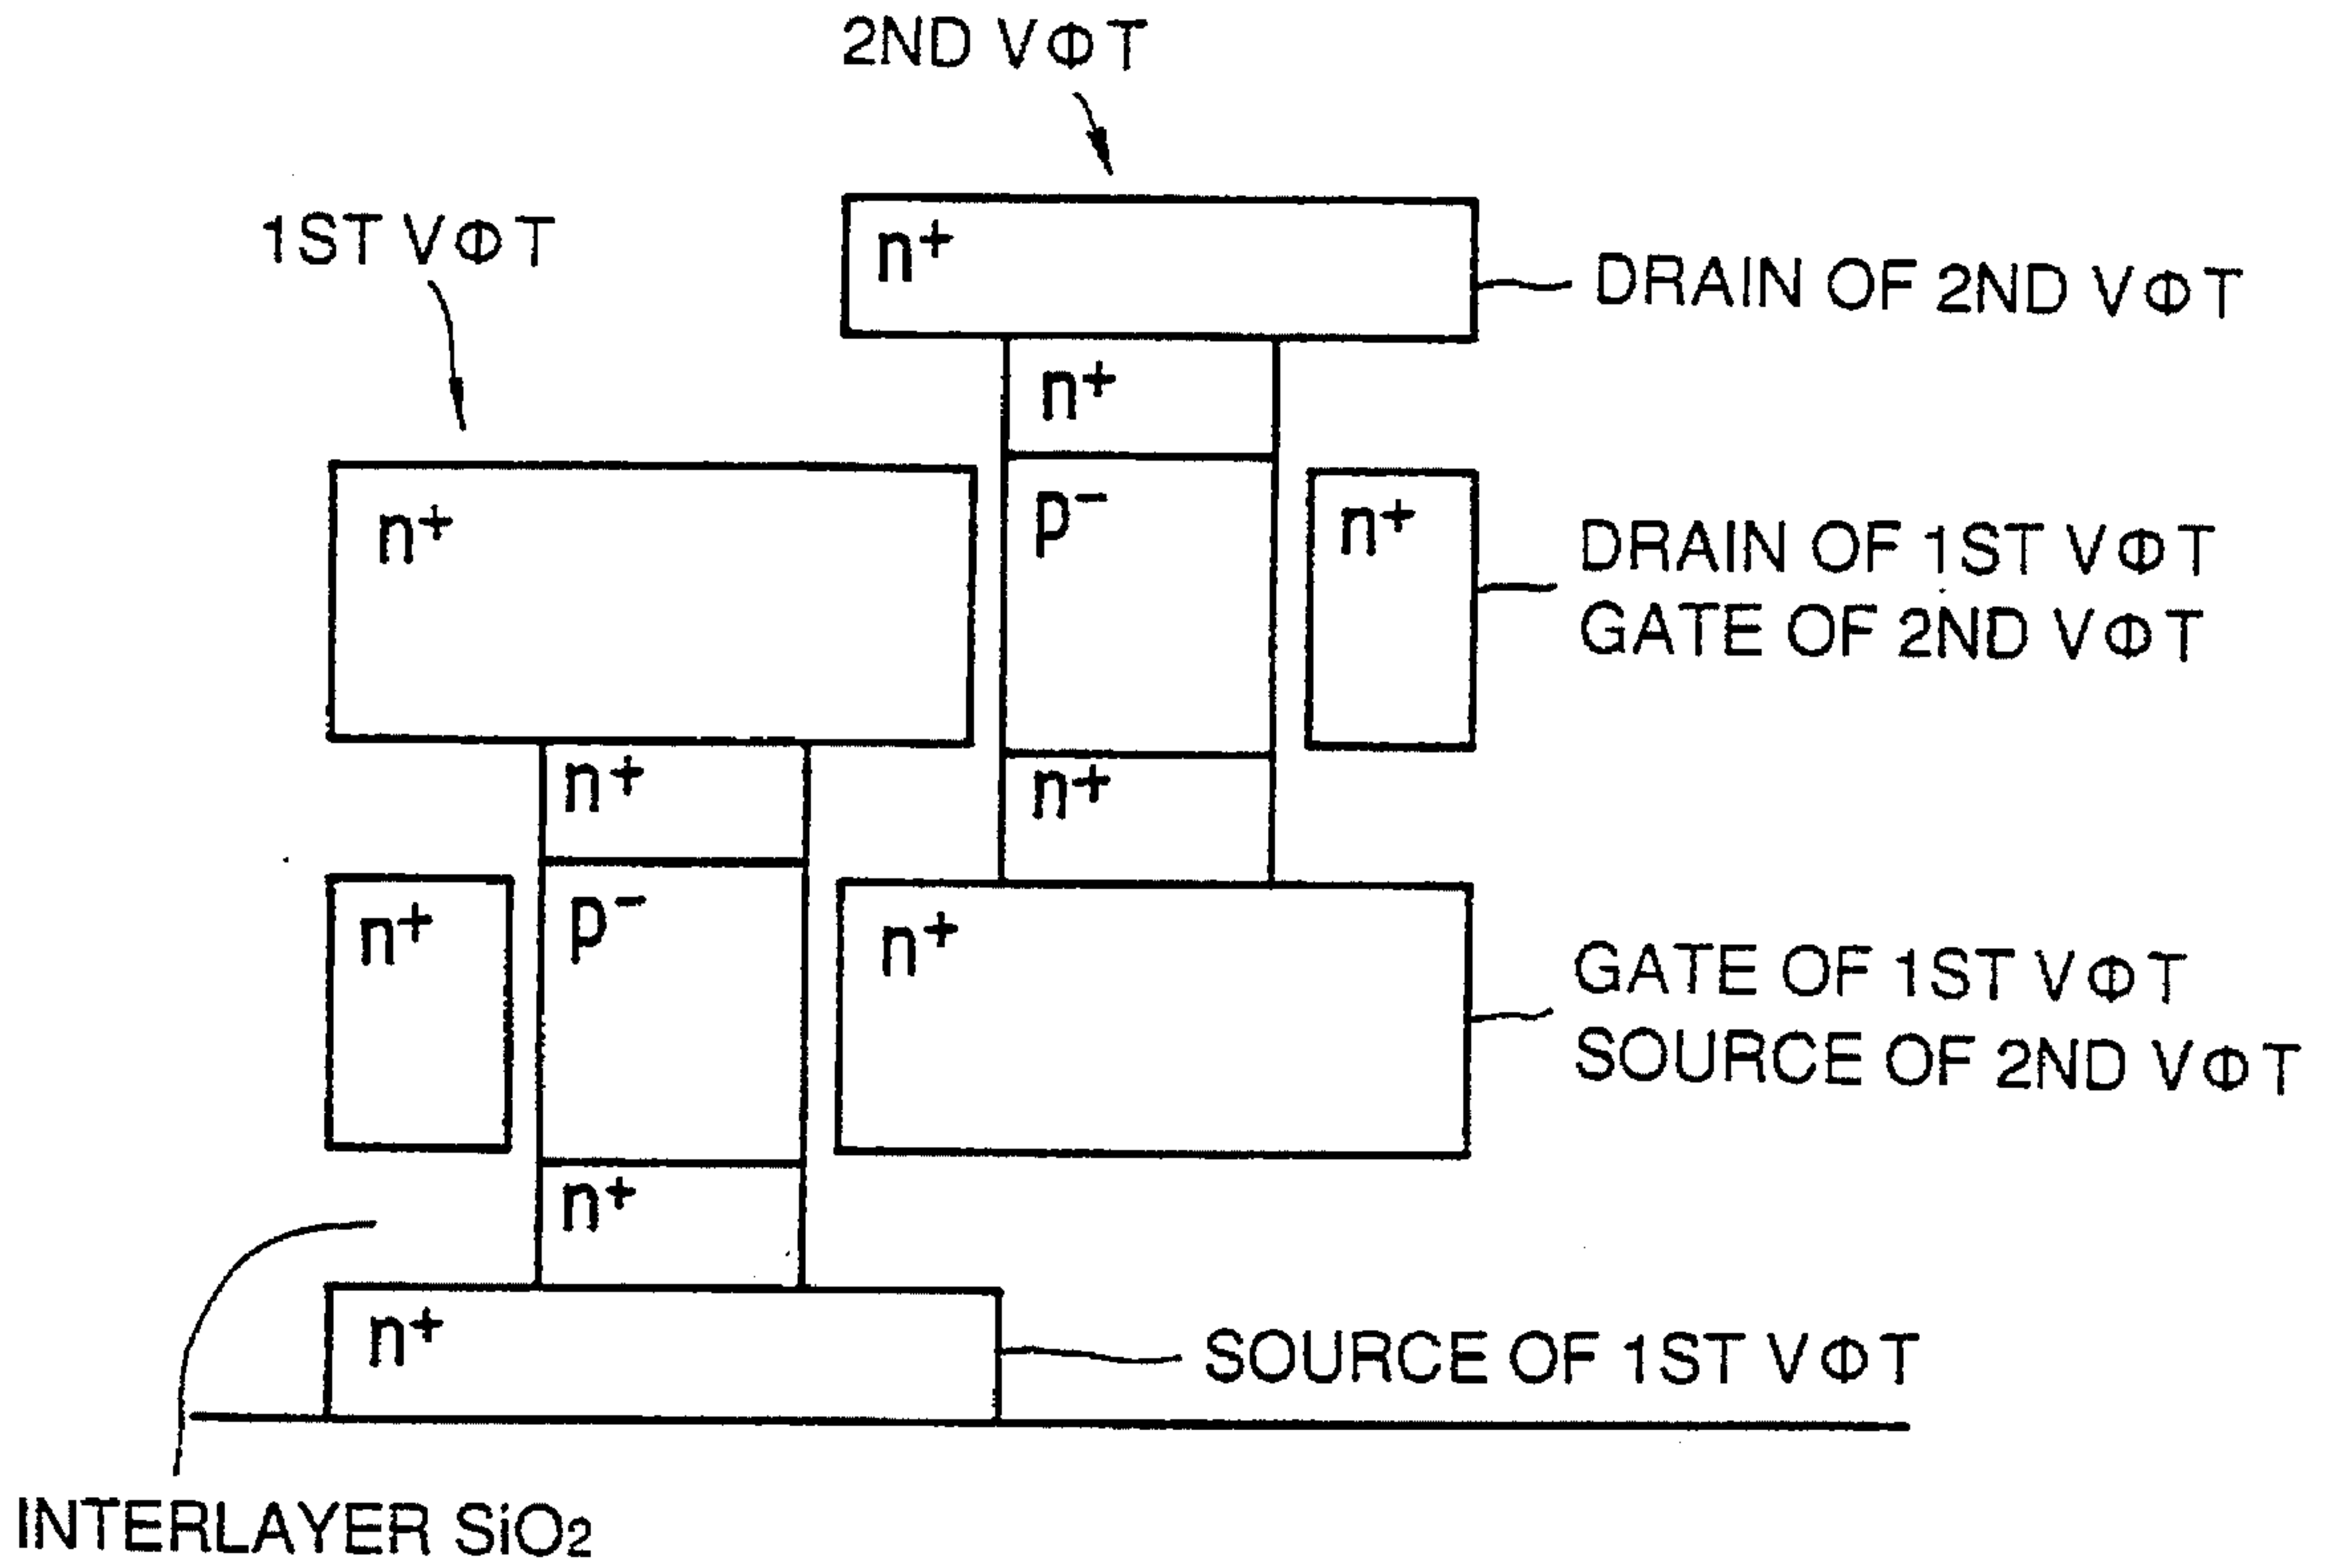 2ND VΦT
1ST VΦT
n+
DRAIN OF 2ND VΦT
n+
n+
p-
n+
DRAIN OF 1ST VΦT
GATE OF 2ND VΦT
n+
n+
n+
p-
n+
GATE OF 1ST VΦT
SOURCE OF 2ND VΦT
n+
n+
SOURCE OF 1ST VΦT
INTERLAYER SiO2